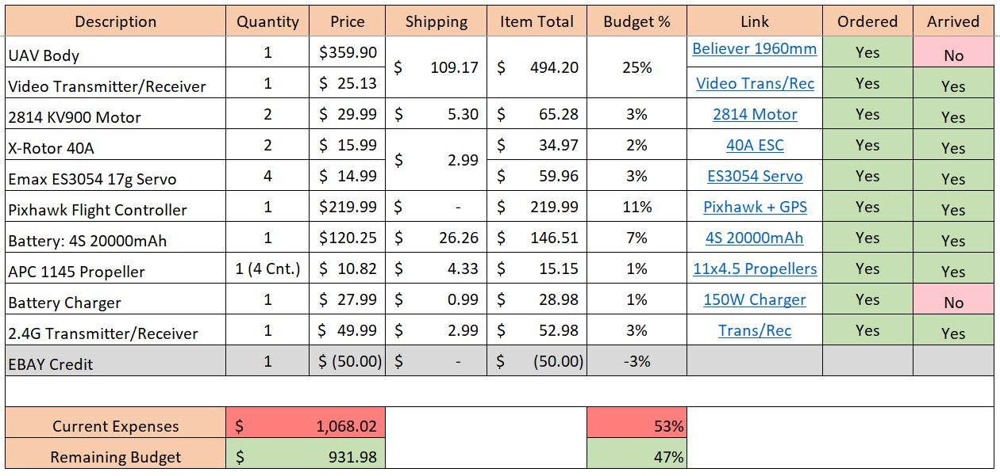 Description Quantity Price Shipping Item Total Budget % Link Ordered Arrived
UAV Body 1 $359.90 $ 109.17 $ 494.20 25% Believer 1960mm Yes No
Video Transmitter/Receiver 1 $ 25.13 Video Trans/Rec Yes Yes
2814 KV900 Motor 2 $ 29.99 $ 5.30 $ 65.28 3% 2814 Motor Yes Yes
X-Rotor 40A 2 $ 15.99 $ 2.99 $ 34.97 2% 40A ESC Yes Yes
Emax ES3054 17g Servo 4 $ 14.99 $ 59.96 3% ES3054 Servo Yes Yes
Pixhawk Flight Controller 1 $219.99 $ - $ 219.99 11% Pixhawk + GPS Yes Yes
Battery: 4S 20000mAh 1 $120.25 $ 26.26 $ 146.51 7% 4S 20000mAh Yes Yes
APC 1145 Propeller 1 (4 Cnt.) $ 10.82 $ 4.33 $ 15.15 1% 11x4.5 Propellers Yes Yes
Battery Charger 1 $ 27.99 $ 0.99 $ 28.98 1% 150W Charger Yes No
2.4G Transmitter/Receiver 1 $ 49.99 $ 2.99 $ 52.98 3% Trans/Rec Yes Yes
EBAY Credit 1 $ (50.00) $ - $ (50.00) -3%
Current Expenses $ 1,068.02 53%
Remaining Budget $ 931.98 47%